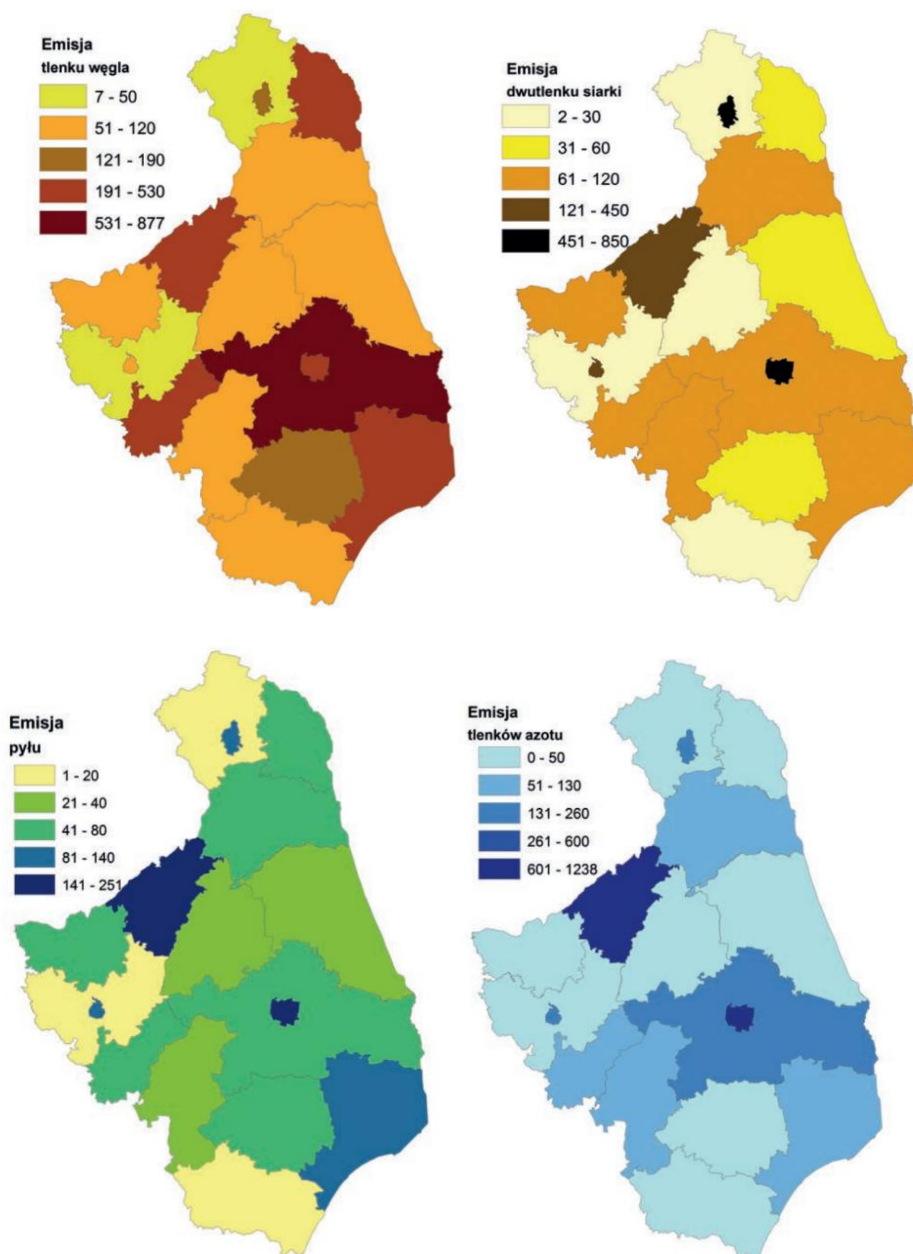 Emisja
tlenku węgla
7 - 50
51 - 120
121 - 190
191 - 530
531 - 877
Emisja
dwutlenku siarki
2 - 30
31 - 60
61 - 120
121 - 450
451 - 850
Emisja
pyłu
1 - 20
21 - 40
41 - 80
81 - 140
141 - 251
Emisja
tlenków azotu
0 - 50
51 - 130
131 - 260
261 - 600
601 - 1238